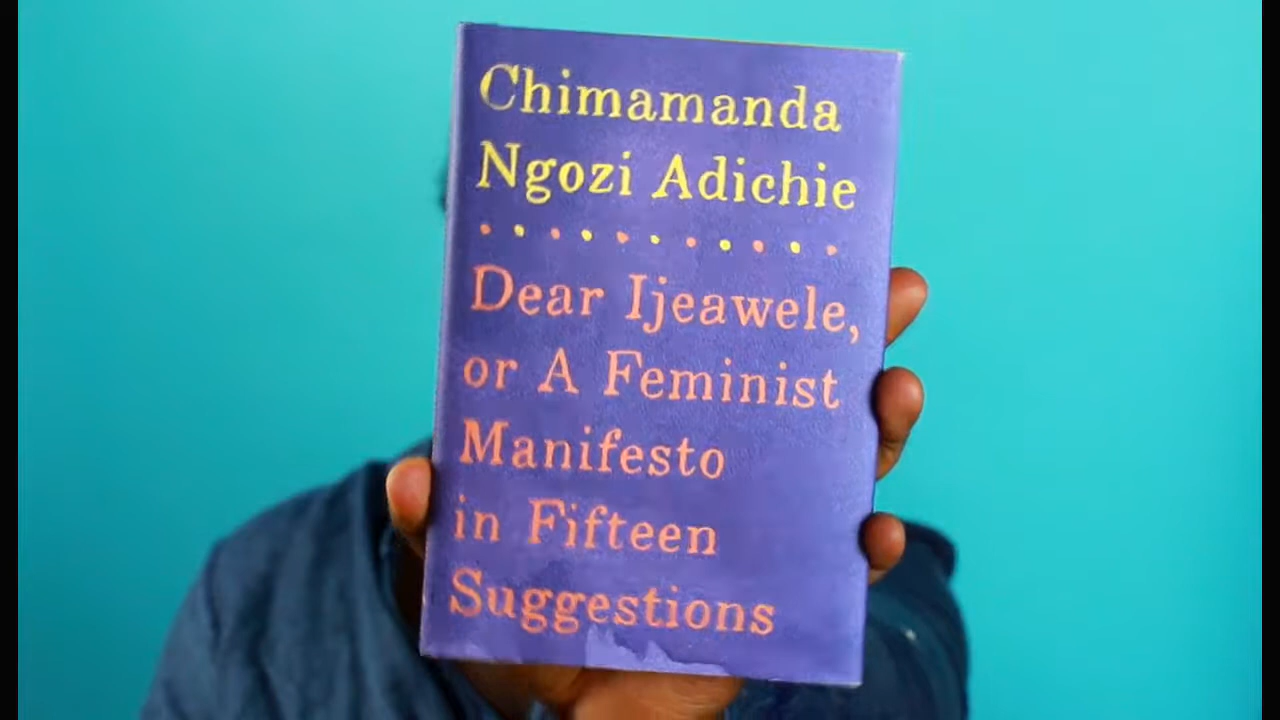 Chimamanda
Ngozi Adichie
Dear Ijeawele,
or A Feminist
Manifesto
in Fifteen
Suggestions